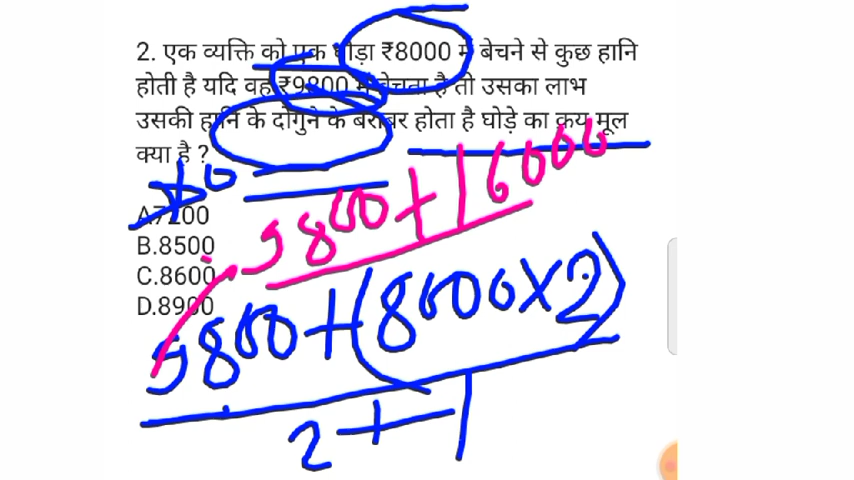 2. एक व्यक्ति को एक घोड़ा ₹8000 में बेचने से कुछ हानि
होती है यदि वह ₹9800 में बेचता है तो उसका लाभ
उसकी हानि के दोगुने के बराबर होता है घोड़े का क्रय मूल
क्या है ?
A.7200
B.8500
C.8600
D.8900
9800+16000
9800+(8000×2)
2+1